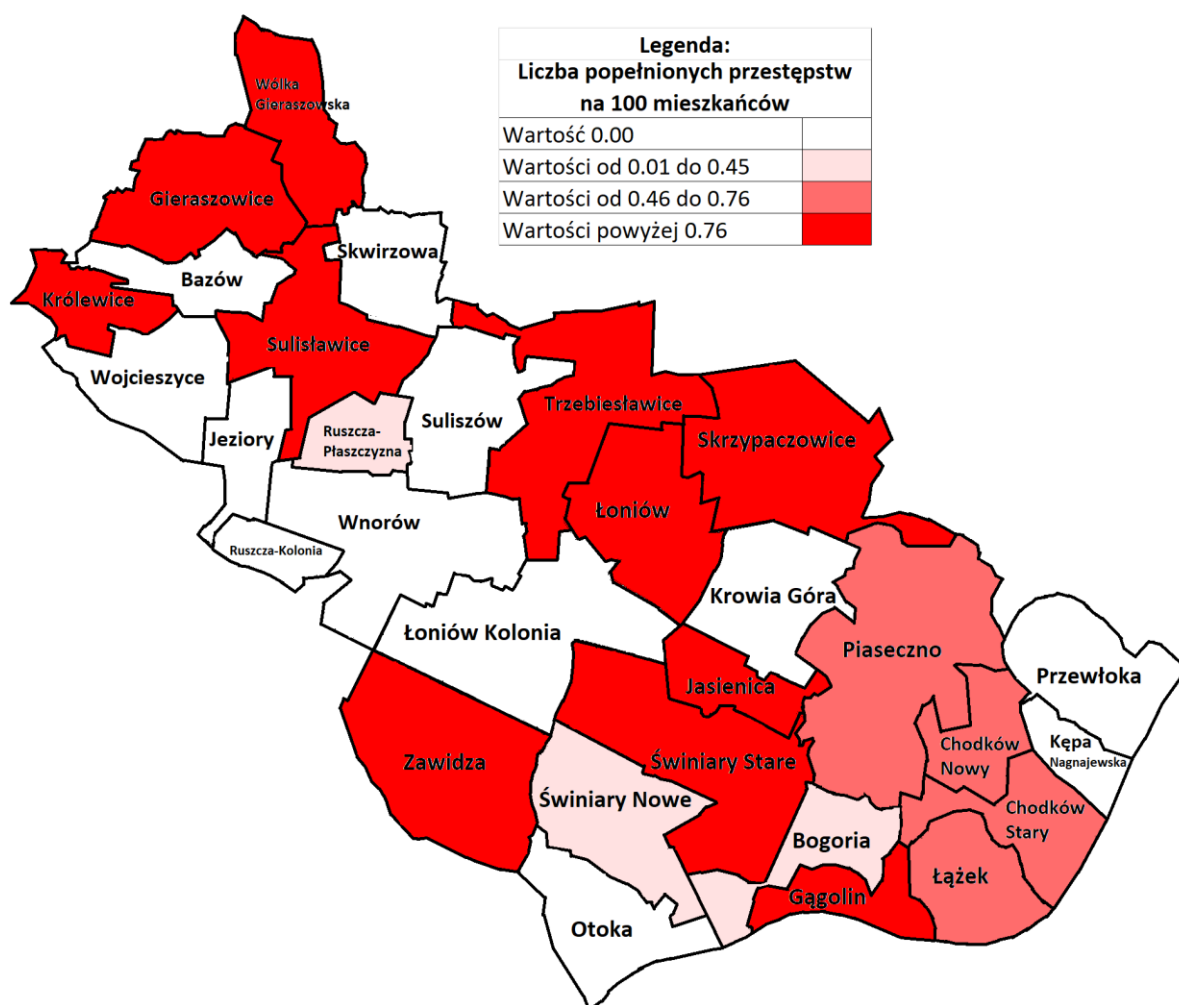 Legenda:
Liczba popełnionych przestępstw
na 100 mieszkańców
Wartość 0.00
Wartości od 0.01 do 0.45
Wartości od 0.46 do 0.76
Wartości powyżej 0.76
Wólka
Gieraszowska
Gieraszowice
Skwirzowa
Bazów
Królewice
Sulisławice
Wojcieszyce
Trzebiesławice
Suliszów
Jeziory
Ruszcza-
Płaszczyzna
Skrzypaczowice
Łoniów
Wnorów
Ruszcza-Kolonia
Krowia Góra
Łoniów Kolonia
Piaseczno
Przewłoka
Jasienica
Chodków
Nowy
Kępa
Nagnajewska
Zawidza
Świniary Stare
Świniary Nowe
Chodków
Stary
Bogoria
Łążek
Gągolin
Otoka